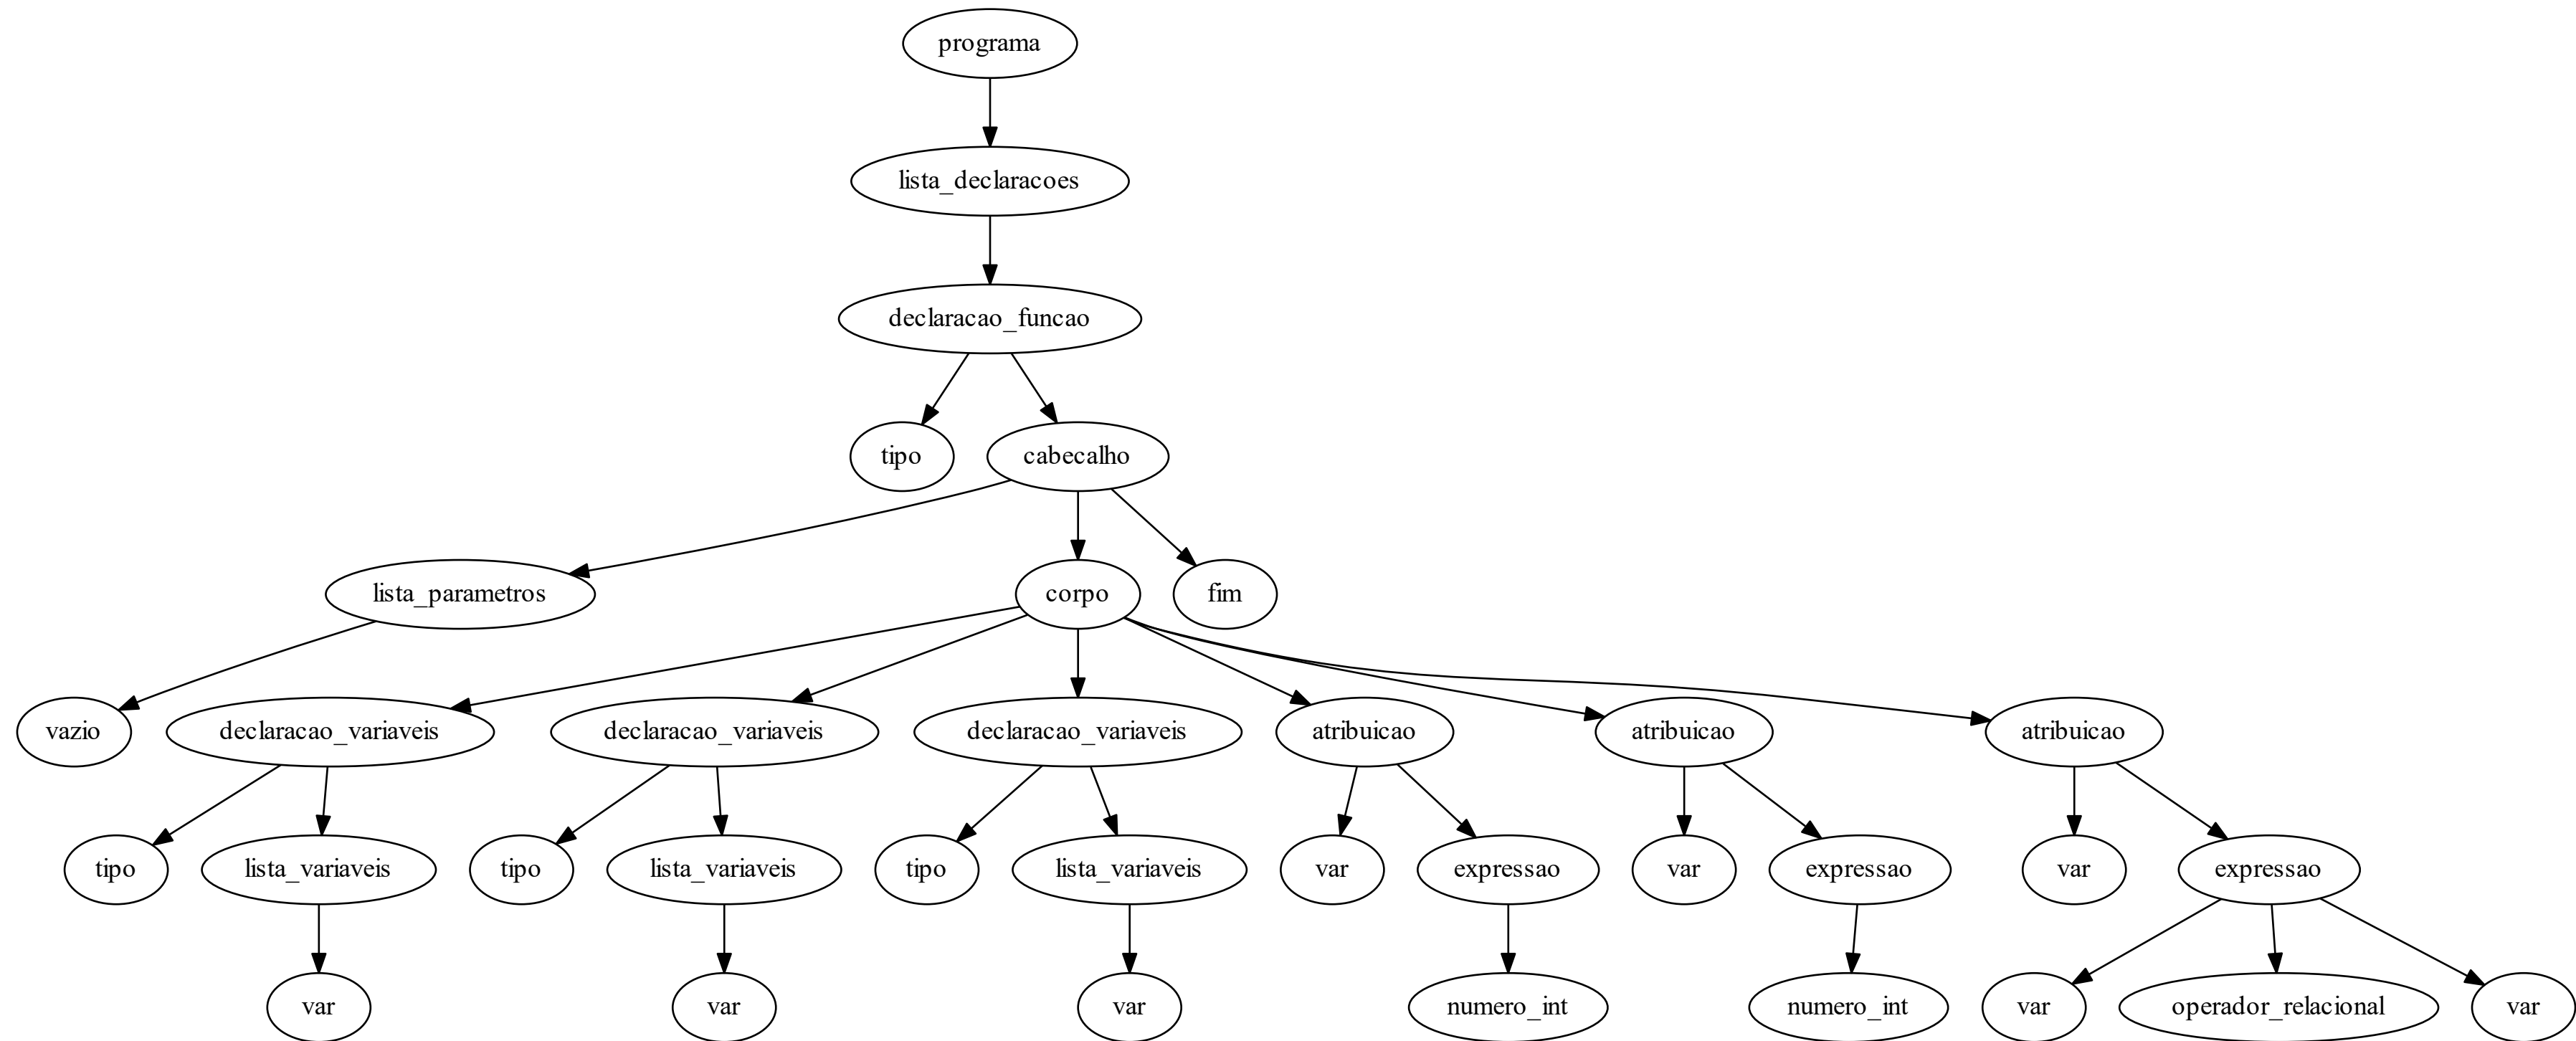 programa
lista_declaracoes
declaracao_funcao
tipo cabecalho
lista_parametros corpo fim
vazio declaracao_variaveis declaracao_variaveis declaracao_variaveis atribuicao atribuicao atribuicao
tipo lista_variaveis tipo lista_variaveis tipo lista_variaveis var expressao var expressao var expressao
var var var numero_int numero_int var operador_relacional var